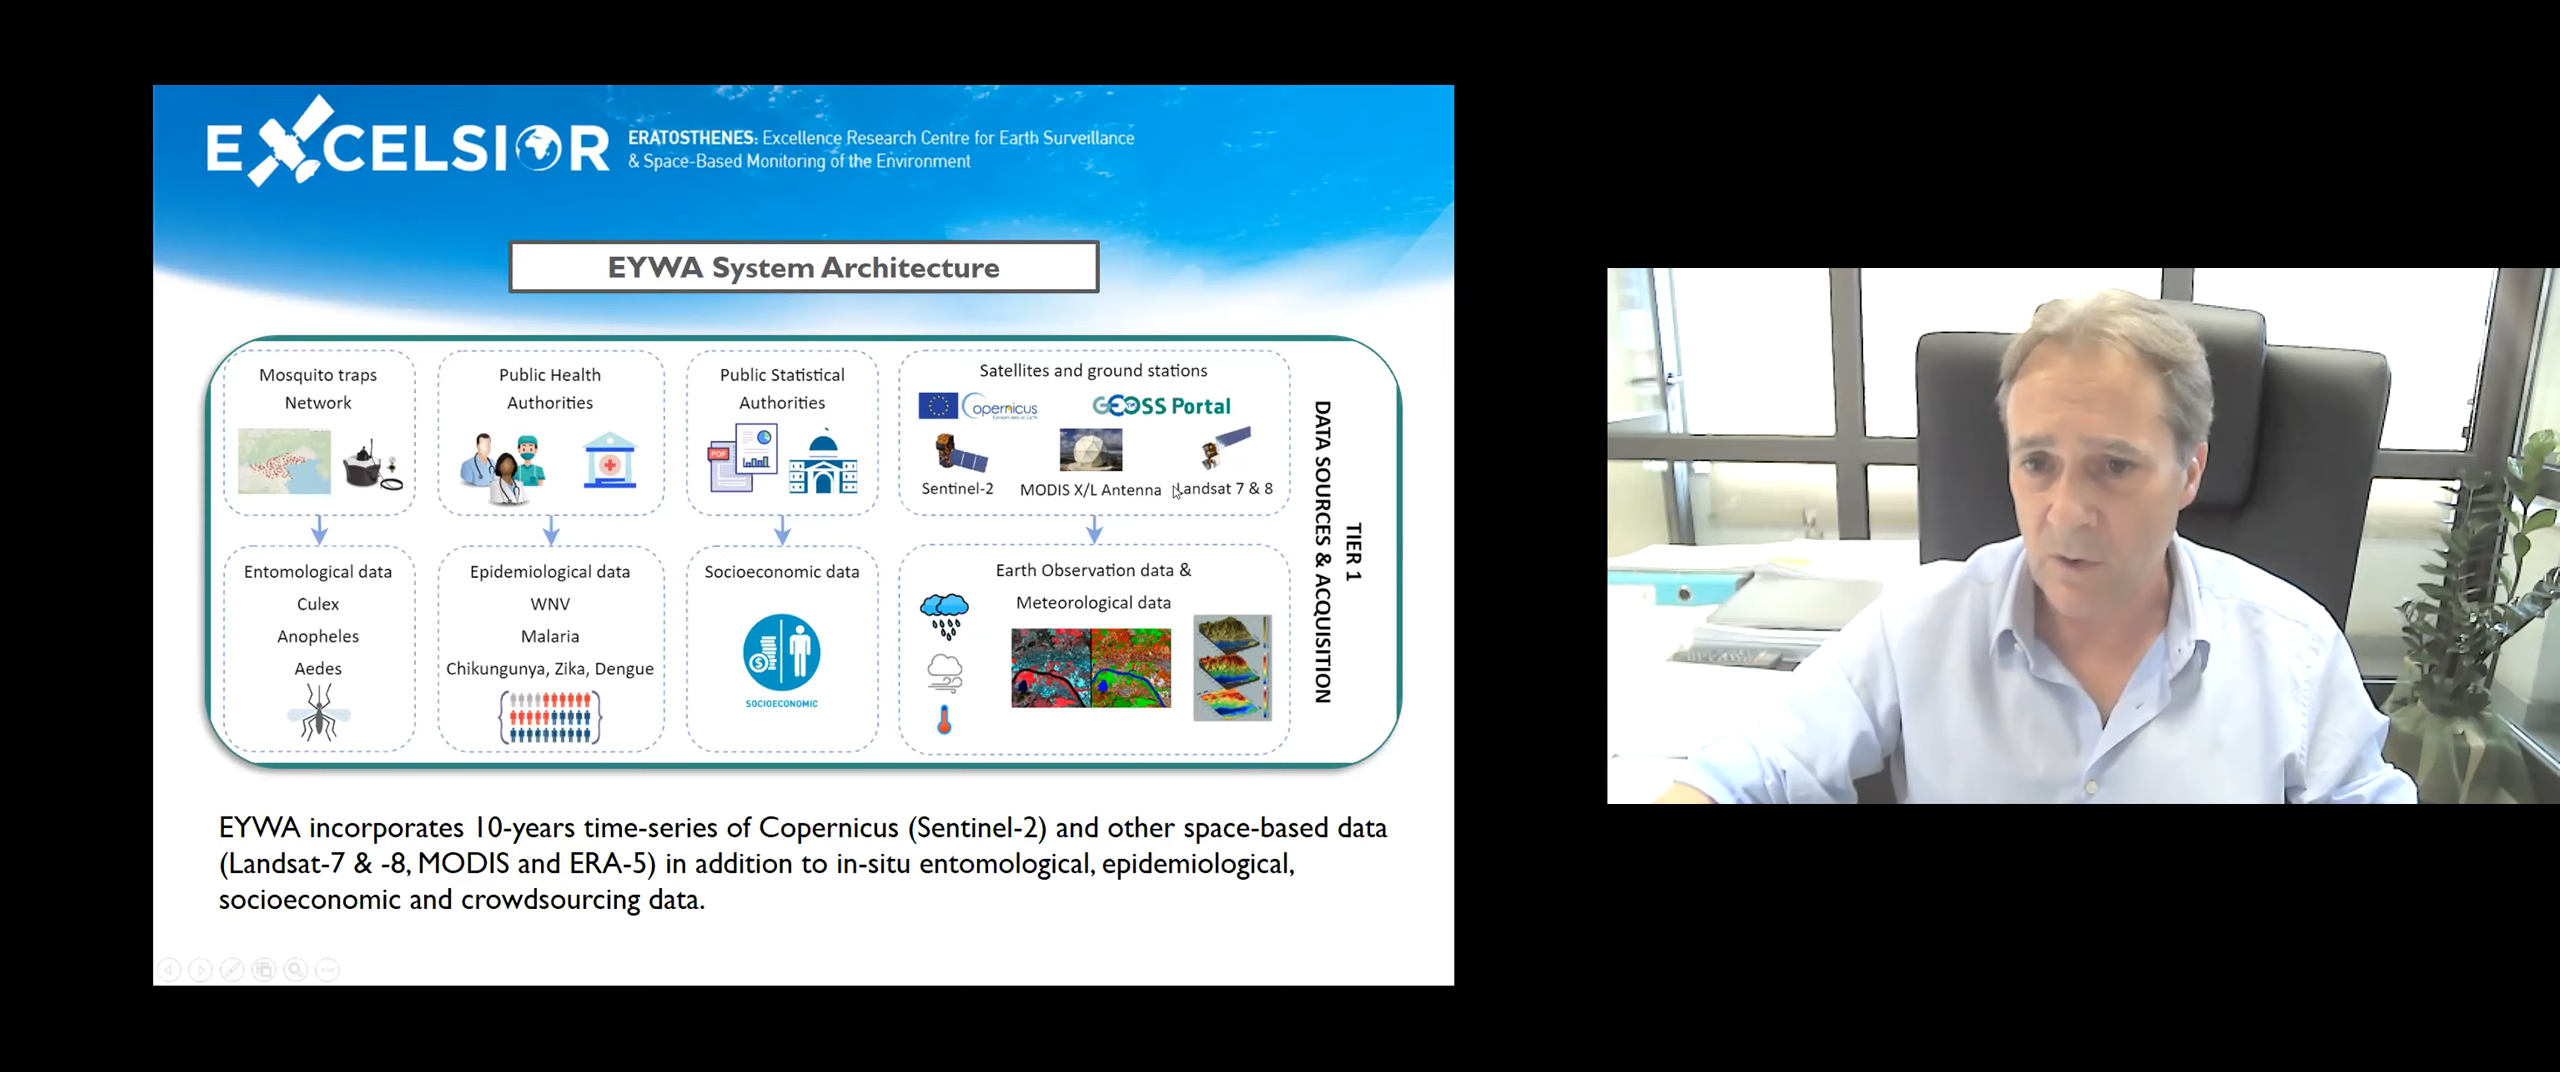 EXCELSIOR
ERATOSTHENES: Excellence Research Centre for Earth Surveillance
& Space-Based Monitoring of the Environment
EYWA System Architecture
Mosquito traps
Network
Public Health
Authorities
Public Statistical
Authorities
PDF
Satellites and ground stations
opernicus
GEOSS Portal
Sentinel-2
MODIS X/L Antenna
Landsat 7 & 8
Entomological data
Culex
Anopheles
Aedes
Epidemiological data
WNV
Malaria
Chikungunya, Zika, Dengue
Socioeconomic data
SOCIOECONOMIC
Earth Observation data &
Meteorological data
TIER 1
DATA SOURCES & ACQUISITION
EYWA incorporates 10-years time-series of Copernicus (Sentinel-2) and other space-based data
(Landsat-7 & -8, MODIS and ERA-5) in addition to in-situ entomological, epidemiological,
socioeconomic and crowdsourcing data.